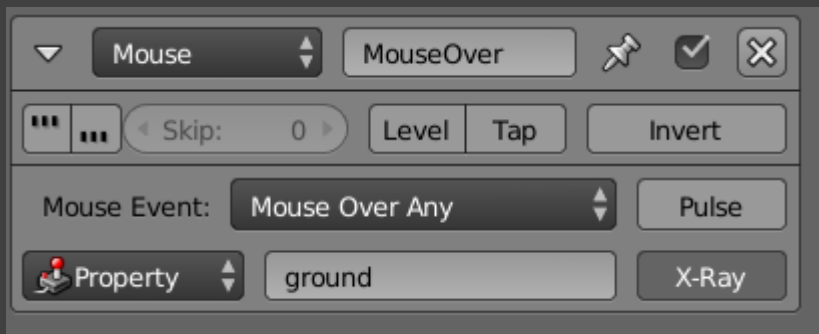 Mouse MouseOver
Skip: 0 Level Tap Invert
Mouse Event: Mouse Over Any Pulse
Property ground X-Ray